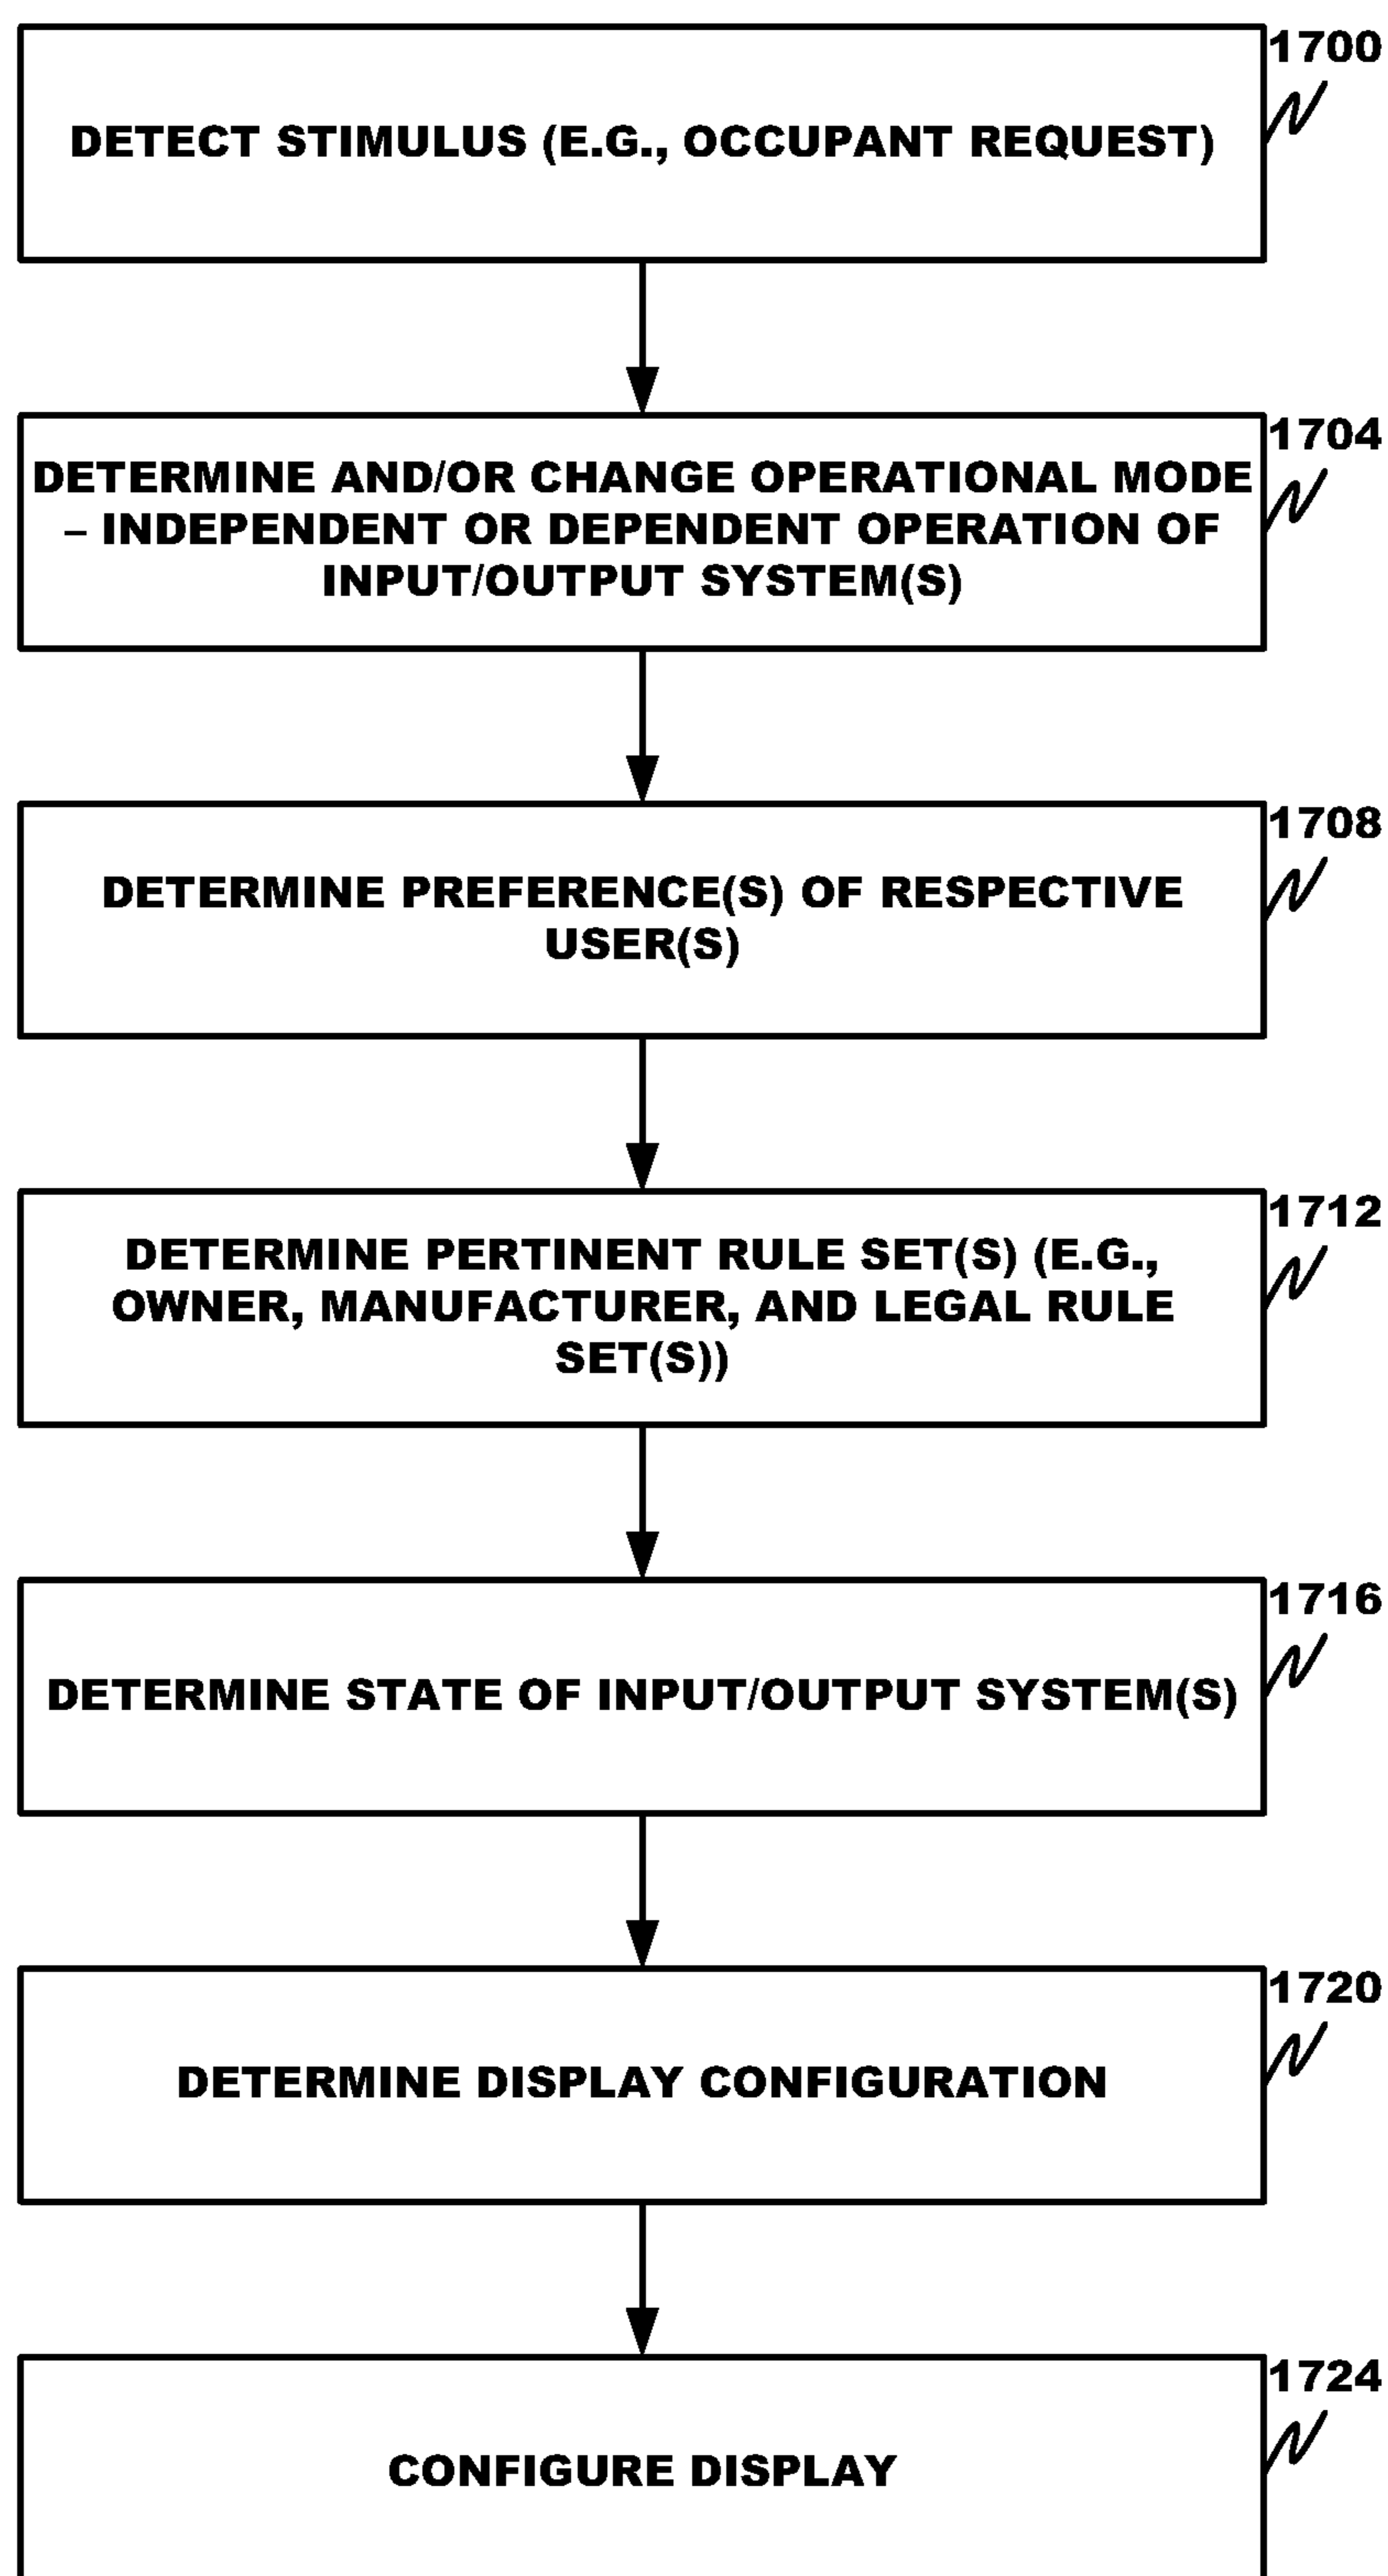 1700
DETECT STIMULUS (E.G., OCCUPANT REQUEST)
1704
DETERMINE AND/OR CHANGE OPERATIONAL MODE
– INDEPENDENT OR DEPENDENT OPERATION OF
INPUT/OUTPUT SYSTEM(S)
1708
DETERMINE PREFERENCE(S) OF RESPECTIVE
USER(S)
1712
DETERMINE PERTINENT RULE SET(S) (E.G.,
OWNER, MANUFACTURER, AND LEGAL RULE
SET(S))
1716
DETERMINE STATE OF INPUT/OUTPUT SYSTEM(S)
1720
DETERMINE DISPLAY CONFIGURATION
1724
CONFIGURE DISPLAY